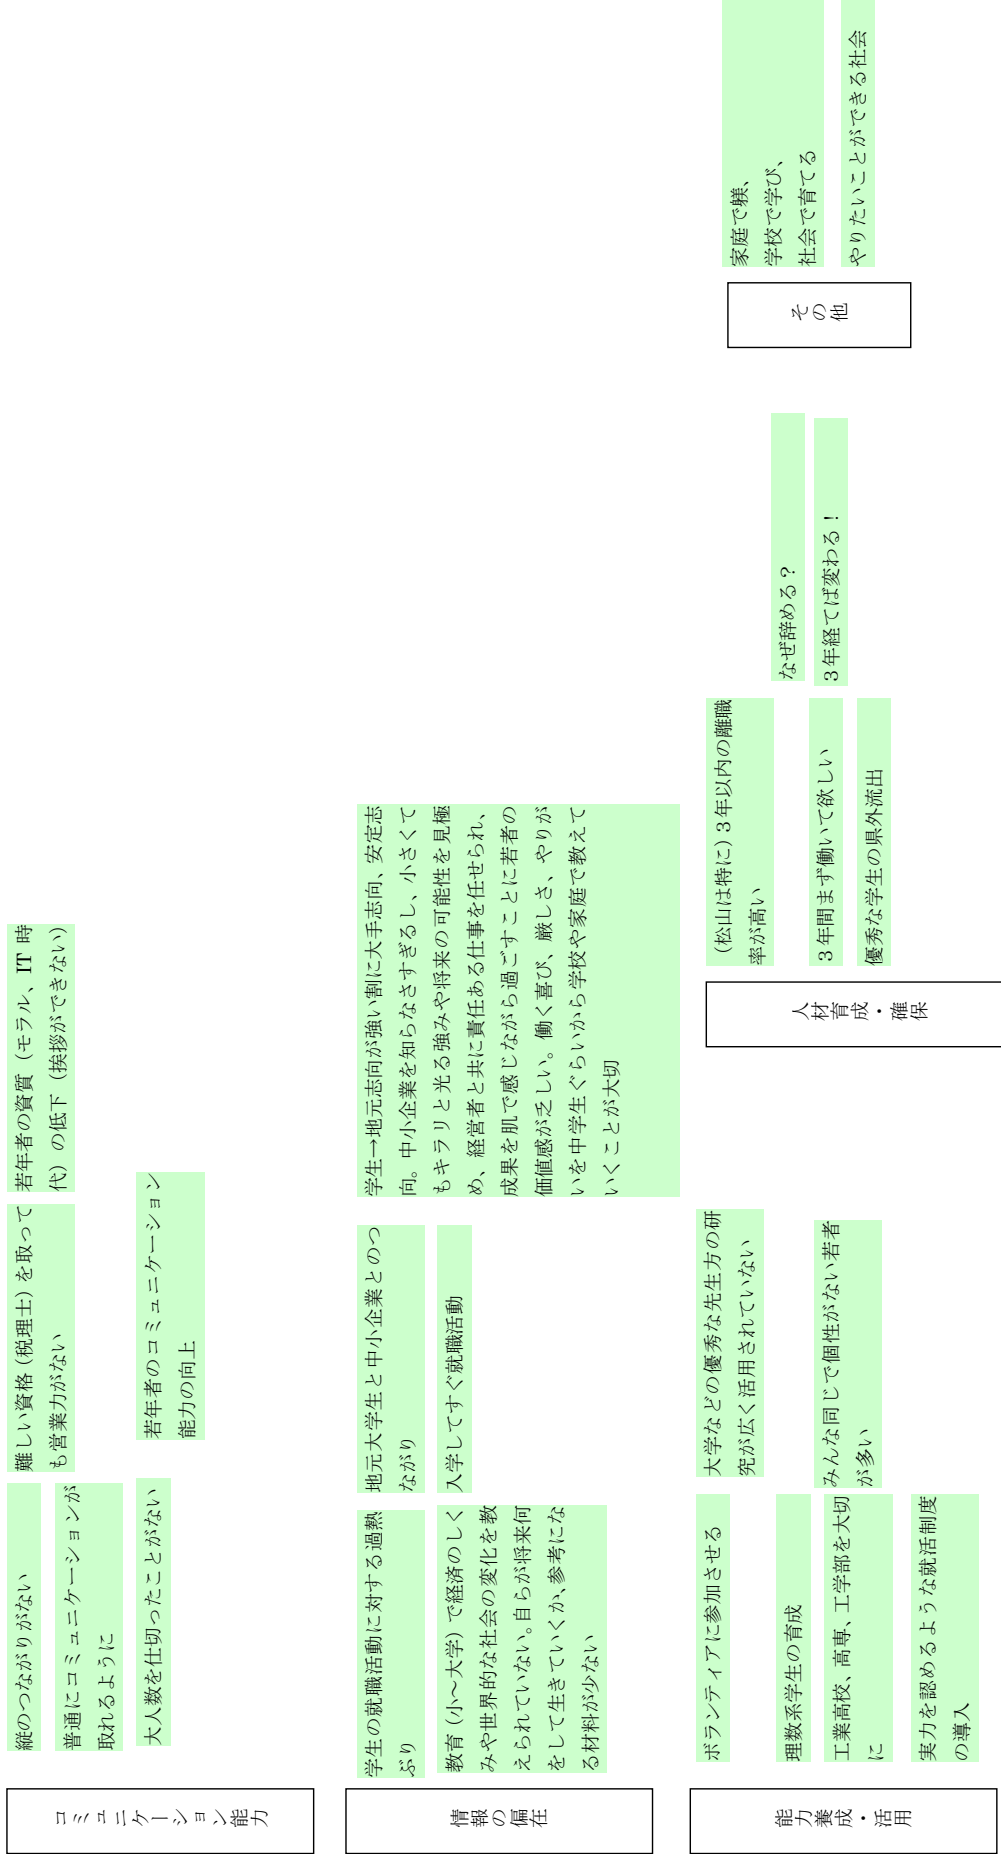 コミュニケーション能力
縦のつながりがない
普通にコミュニケーションが
取れるように
大人数を仕切ったことがない
難しい資格（税理士）を取って
も営業力がない
若年者のコミュニケーション
能力の向上
若年者の資質（モラル、IT 時
代）の低下（挨拶ができない）
情報の偏在
学生の就職活動に対する過熱
ぶり
教育（小～大学）で経済のしく
みや世界的な社会の変化を教
えられていない。自らが将来何
をして生きていくか、参考にな
る材料が少ない
地元大学生と中小企業とのつ
ながり
入学してすぐ就職活動
学生→地元志向が強い割に大手志向、安定志
向。中小企業を知らなさすぎるし、小さくて
もキラリと光る強みや将来の可能性を見極
め、経営者と共に責任ある仕事を任せられ、
成果を肌で感じながら過ごすことに若者の
価値感が乏しい。働く喜び、厳しさ、やりが
いを中学生ぐらいから学校や家庭で教えて
いくことが大切
能力養成・活用
ボランティアに参加させる
理数系学生の育成
工業高校、高専、工学部を大切
に
実力を認めるような就活制度
の導入
大学などの優秀な先生方の研
究が広く活用されていない
みんな同じで個性がない若者
が多い
人材育成・確保
（松山は特に）３年以内の離職
率が高い
３年間まず働いて欲しい
優秀な学生の県外流出
なぜ辞める？
３年経てば変わる！
その他
家庭で躾、
学校で学び、
社会で育てる
やりたいことができる社会